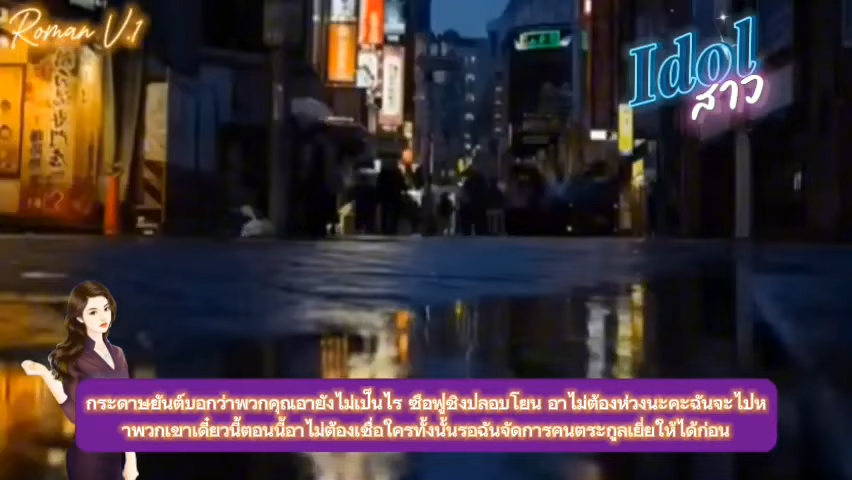 Roman V.1
Idol
สาว
กระดาษยันต์บอกว่าพวกคุณอายังไม่เป็นไร ซือฟูซิงปลอบโยน อาไม่ต้องห่วงนะคะฉันจะไปห
าพวกเขาเดี๋ยวนี้ตอนนี้อาไม่ต้องเชื่อใครทั้งนั้นรอฉันจัดการคนตระกูลเยี่ยให้ได้ก่อน